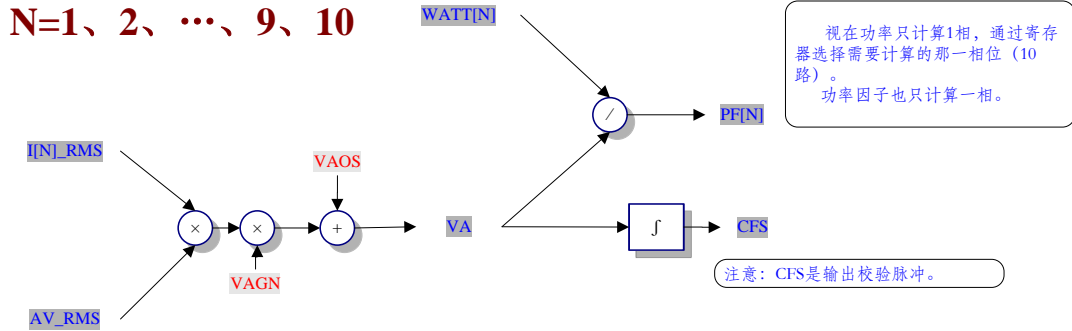 N=1、2、…、9、10
WATT[N]
视在功率只计算1相，通过寄存
器选择需要计算的那一相位（10
路）。
功率因子也只计算一相。
/
PF[N]
I[N]_RMS
VAOS
×
×
+
VA
∫
CFS
VAGN
注意：CFS是输出校验脉冲。
AV_RMS